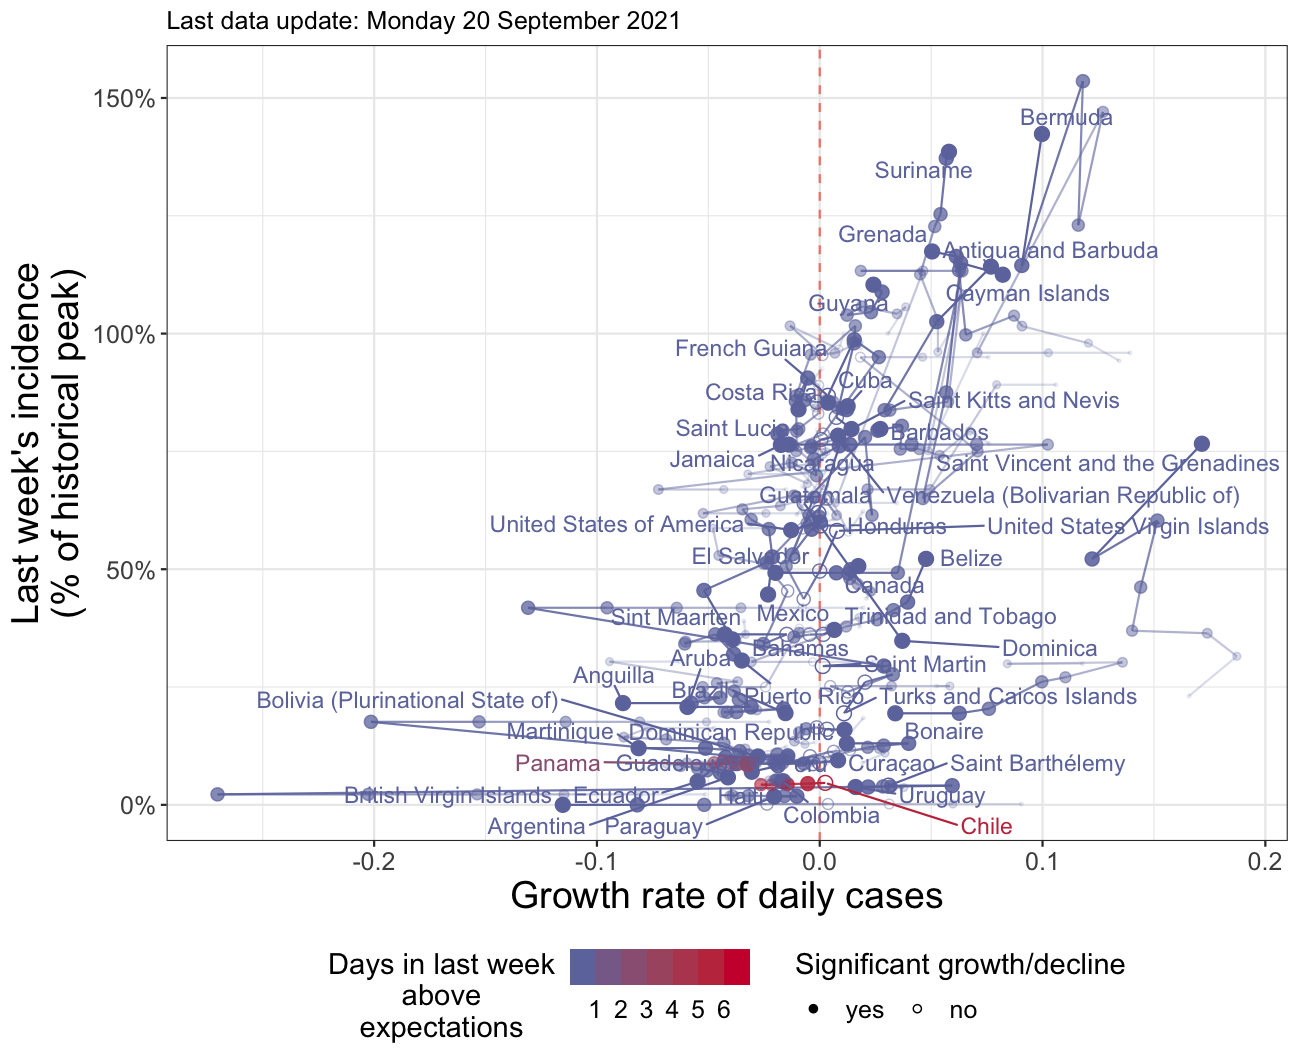 Last data update: Monday 20 September 2021
Last week's incidence
(% of historical peak)
150%
100%
50%
0%
Bermuda
Suriname
Grenada
Antigua and Barbuda
Cayman Islands
Guyana
French Guiana
Cuba
Costa Rica
Saint Kitts and Nevis
Saint Lucia
Barbados
Jamaica
Nicaragua
Saint Vincent and the Grenadines
Guatemala
Venezuela (Bolivarian Republic of)
United States of America
Honduras
United States Virgin Islands
El Salvador
Belize
Canada
Sint Maarten
Mexico
Trinidad and Tobago
Bahamas
Dominica
Aruba
Saint Martin
Anguilla
Brazil
Puerto Rico
Turks and Caicos Islands
Bolivia (Plurinational State of)
Martinique
Dominican Republic
Bonaire
Panama
Guadeloupe
Curaçao
Saint Barthélemy
British Virgin Islands
Ecuador
Haiti
Uruguay
Colombia
Argentina
Paraguay
Chile
-0.2
-0.1
0.0
0.1
0.2
Growth rate of daily cases
Days in last week
above
expectations
1 2 3 4 5 6
Significant growth/decline
yes
no